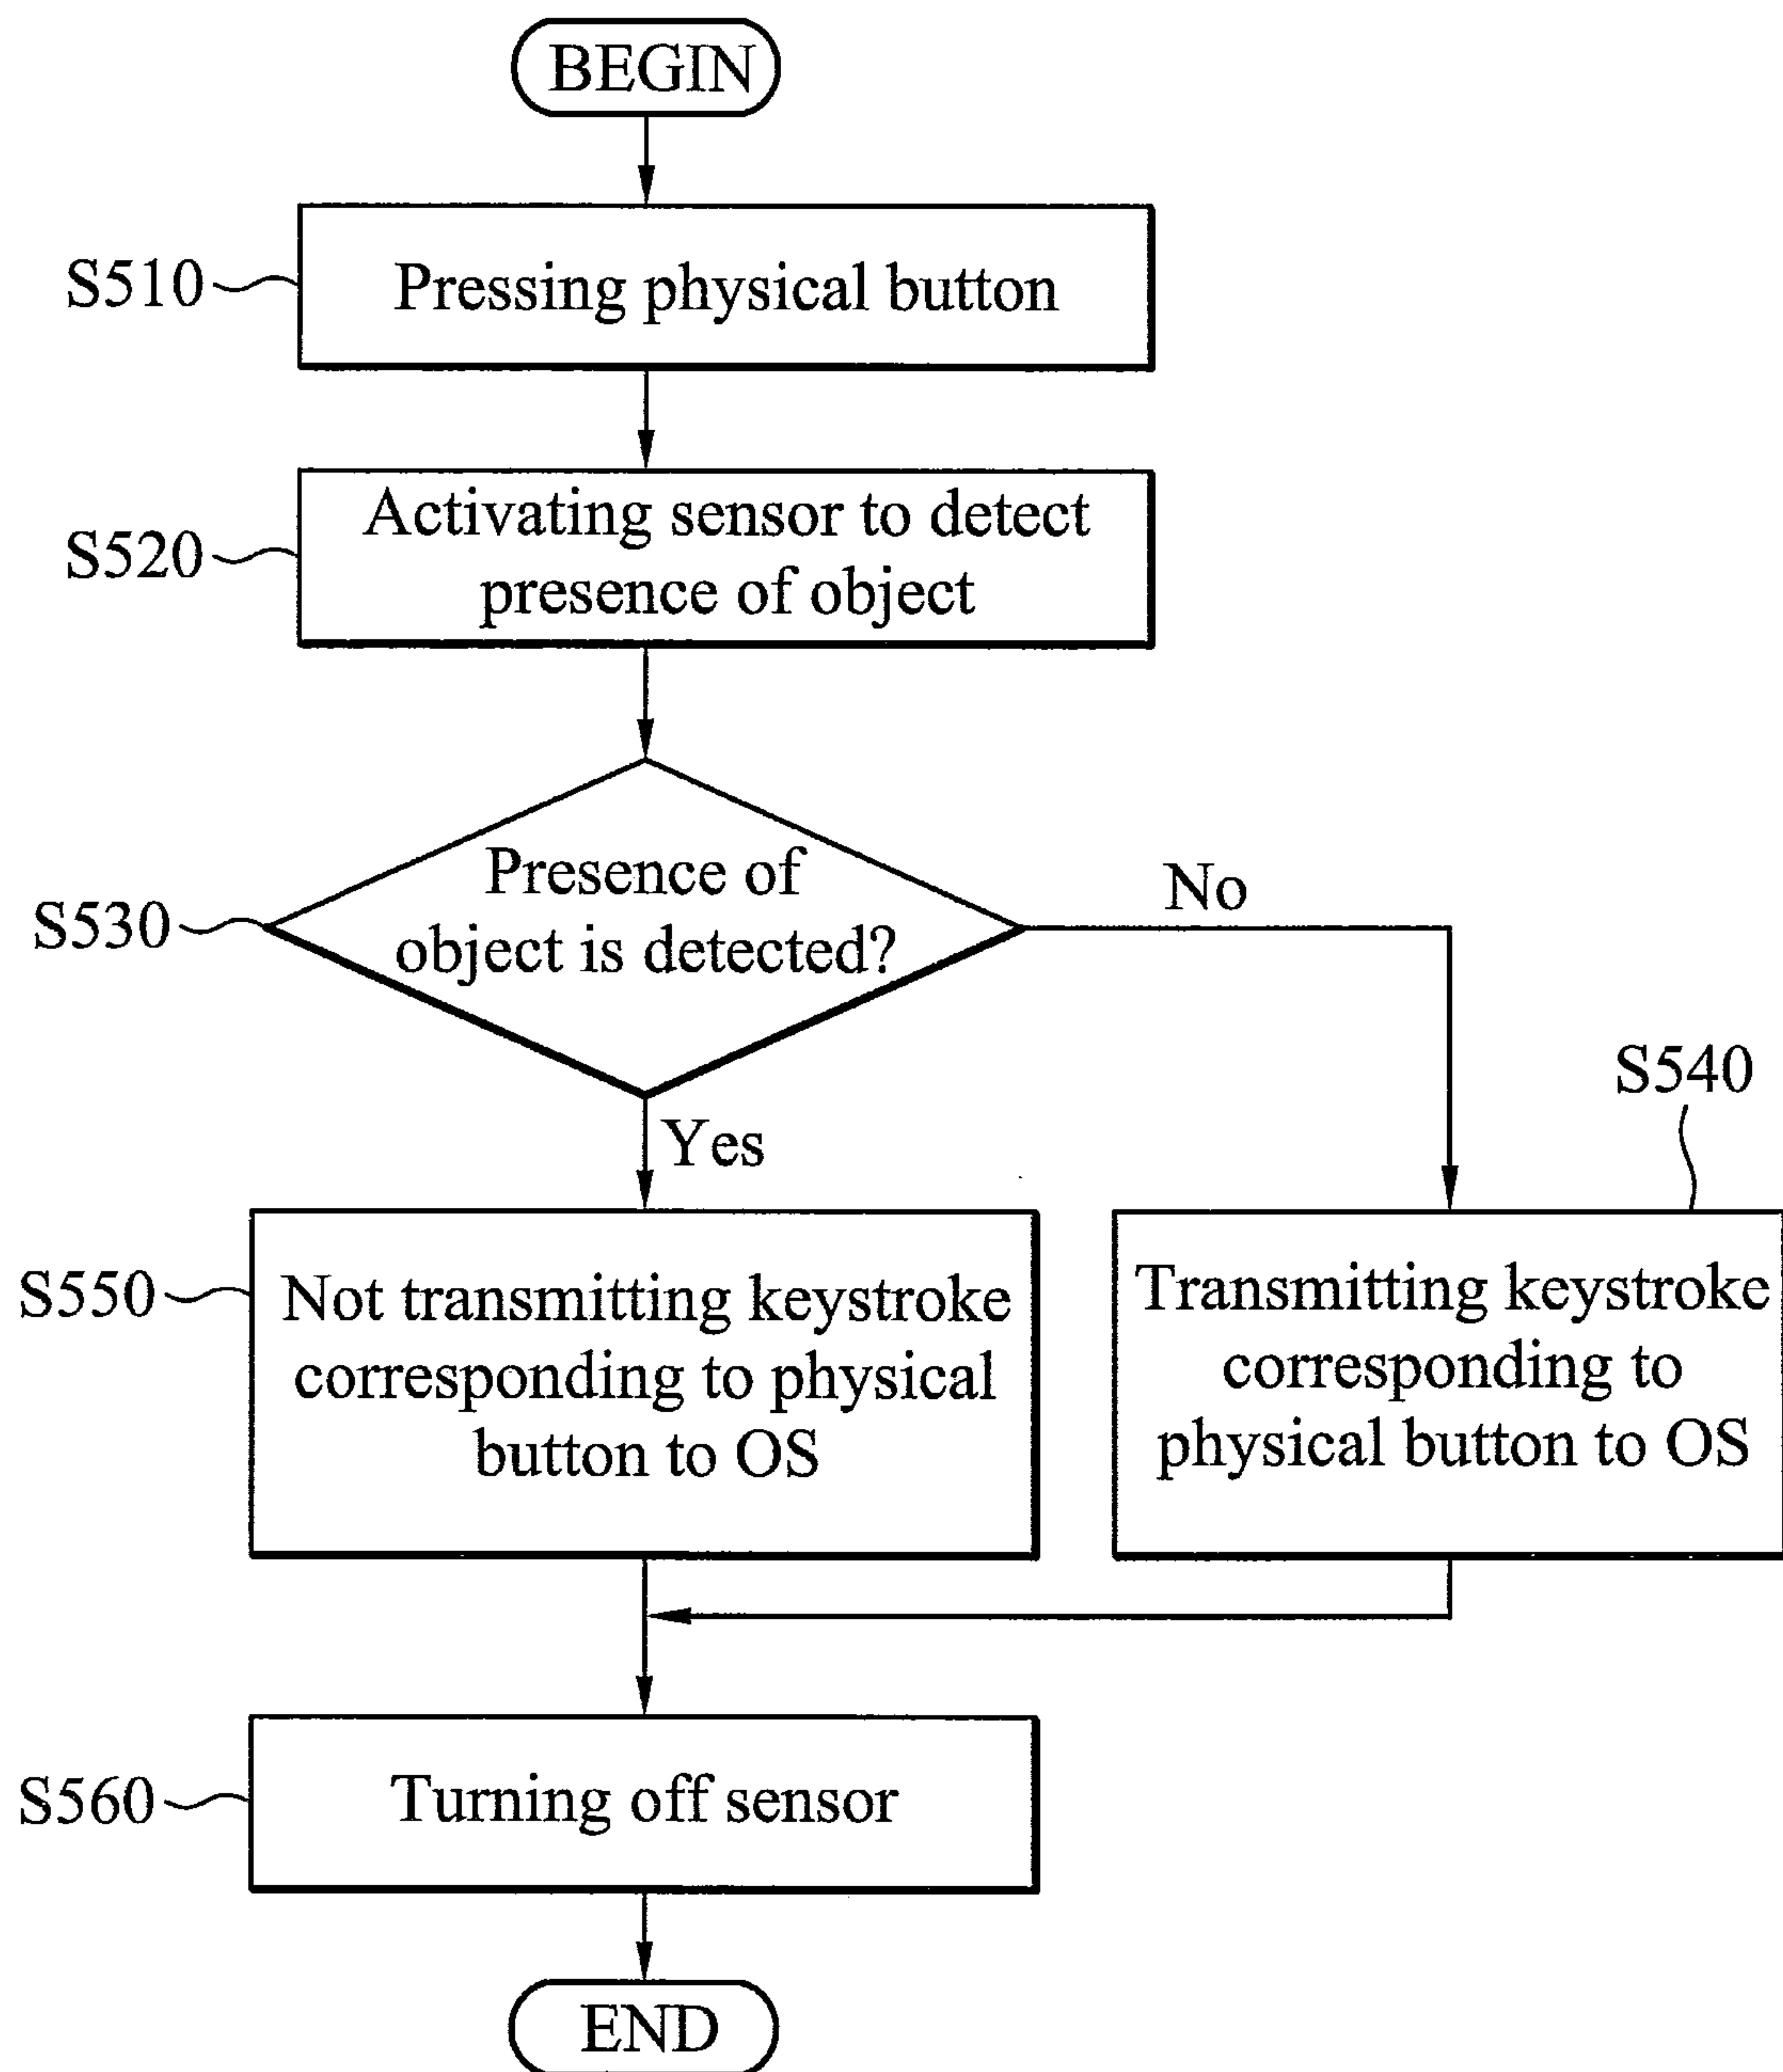 BEGIN
S510
Pressing physical button
S520
Activating sensor to detect
presence of object
S530
Presence of
object is detected?
No
Yes
S540
S550
Not transmitting keystroke
corresponding to physical
button to OS
Transmitting keystroke
corresponding to
physical button to OS
S560
Turning off sensor
END